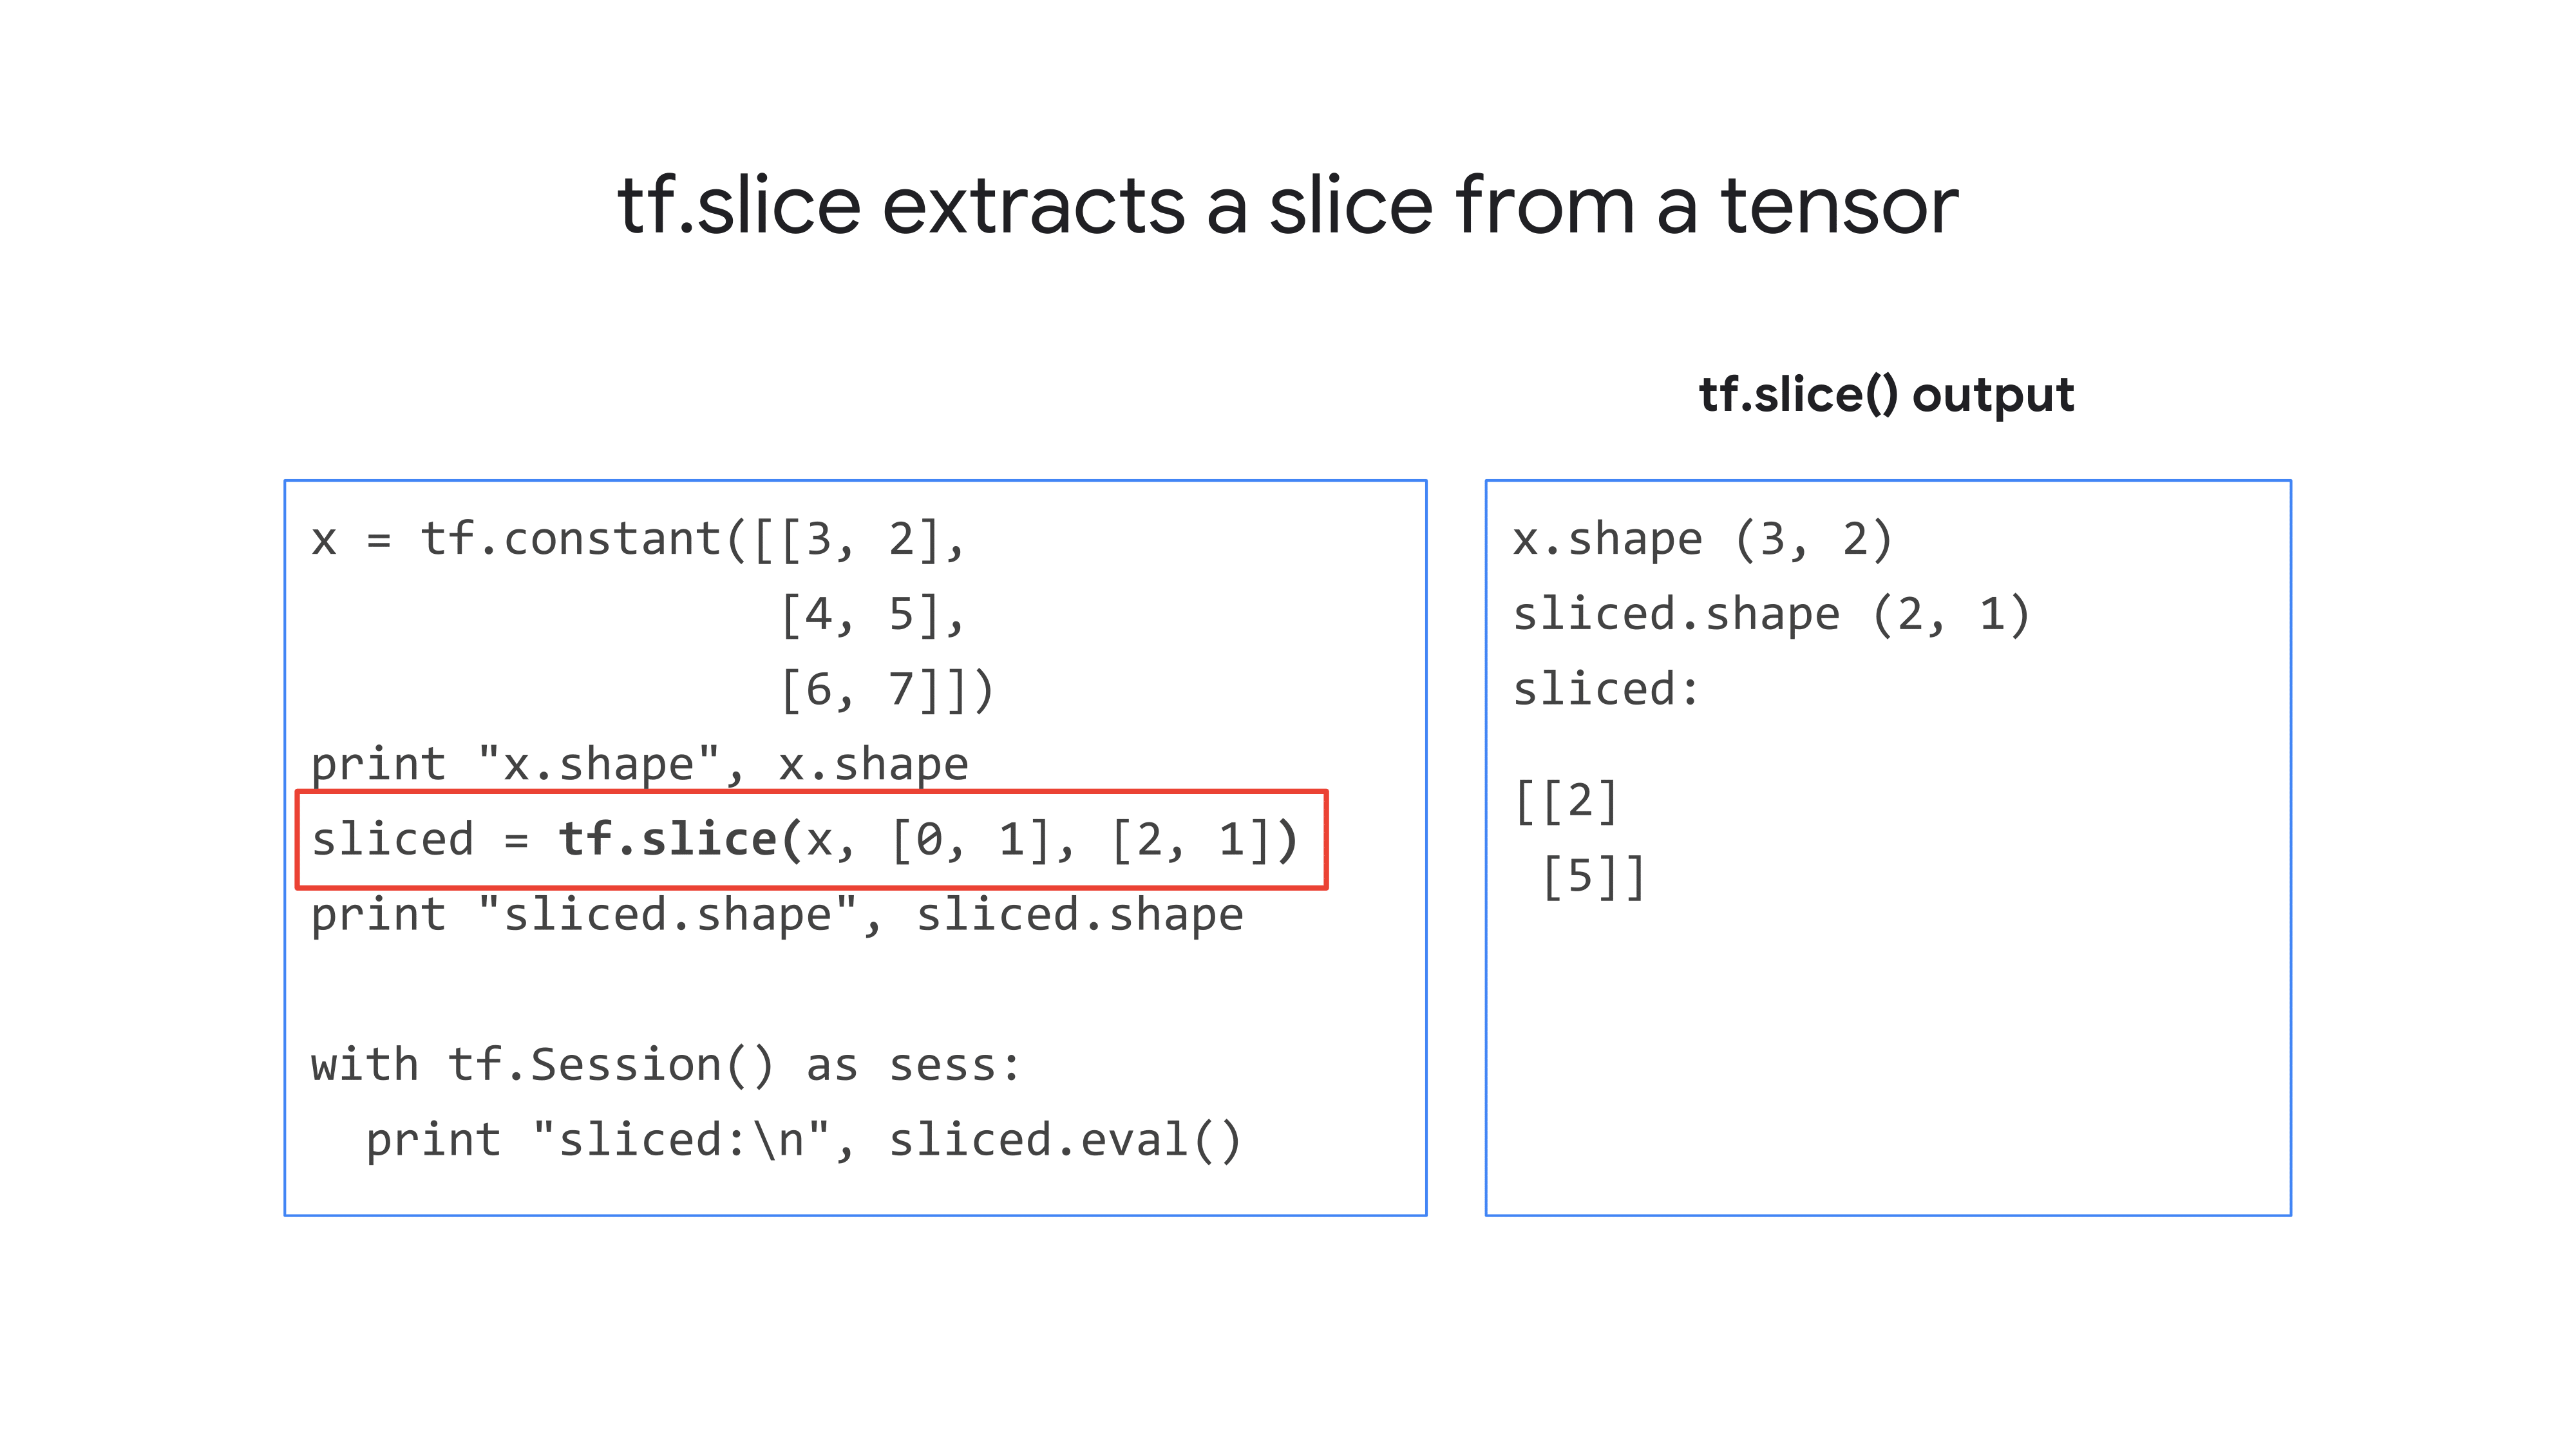 tf.slice extracts a slice from a tensor
x = tf.constant([[3, 2],
                 [4, 5],
                 [6, 7]])
print "x.shape", x.shape
sliced = tf.slice(x, [0, 1], [2, 1])
print "sliced.shape", sliced.shape
with tf.Session() as sess:
  print "sliced:\n", sliced.eval()
tf.slice() output
x.shape (3, 2)
sliced.shape (2, 1)
sliced:
[[2]
 [5]]